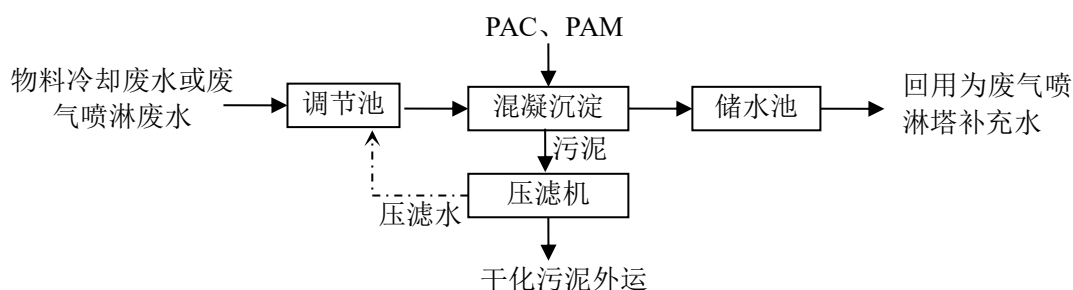 PAC、PAM
物料冷却废水或废
气喷淋废水
调节池
混凝沉淀
储水池
回用为废气喷
淋塔补充水
污泥
压滤机
压滤水
干化污泥外运